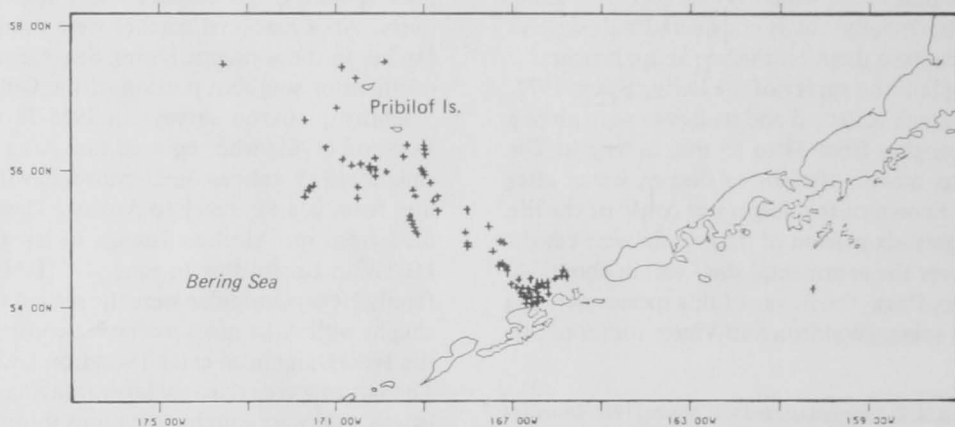 58 00N
Pribilof Is.
56 00N
Bering Sea
54 00N
175 00W 171 00W 167 00W 163 00W 159 00W